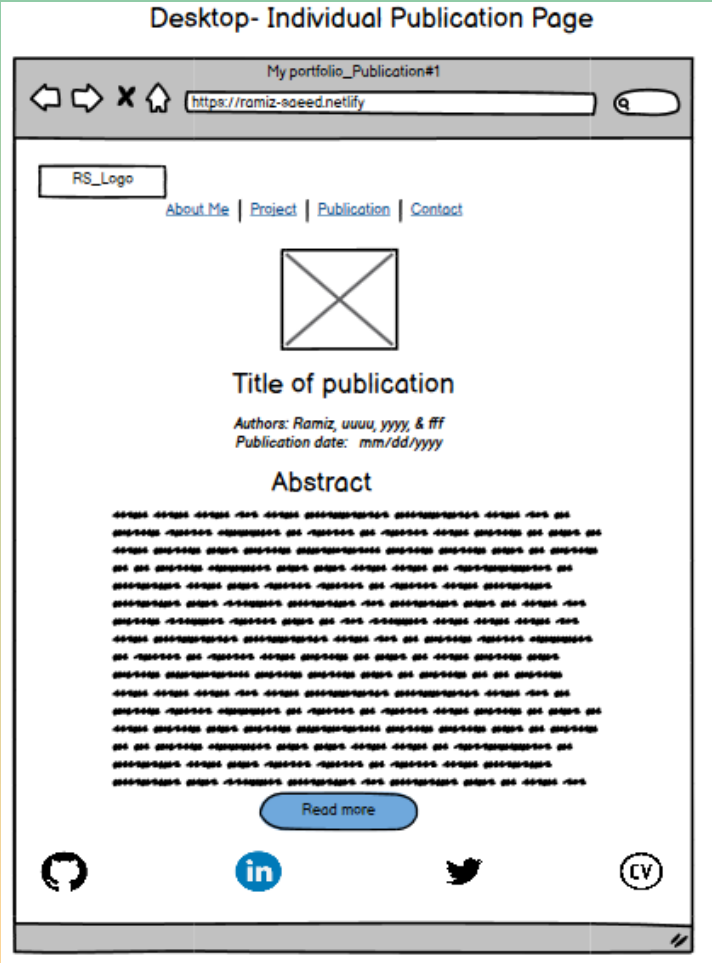 Desktop- Individual Publication Page
My portfolio_Publication#1
https://ramiz-saeed.netlify
RS_Logo
About Me | Project | Publication | Contact
Title of publication
Authors: Ramiz, uuuu, yyyy, & fff
Publication date: mm/dd/yyyy
Abstract
Read more
in
CV